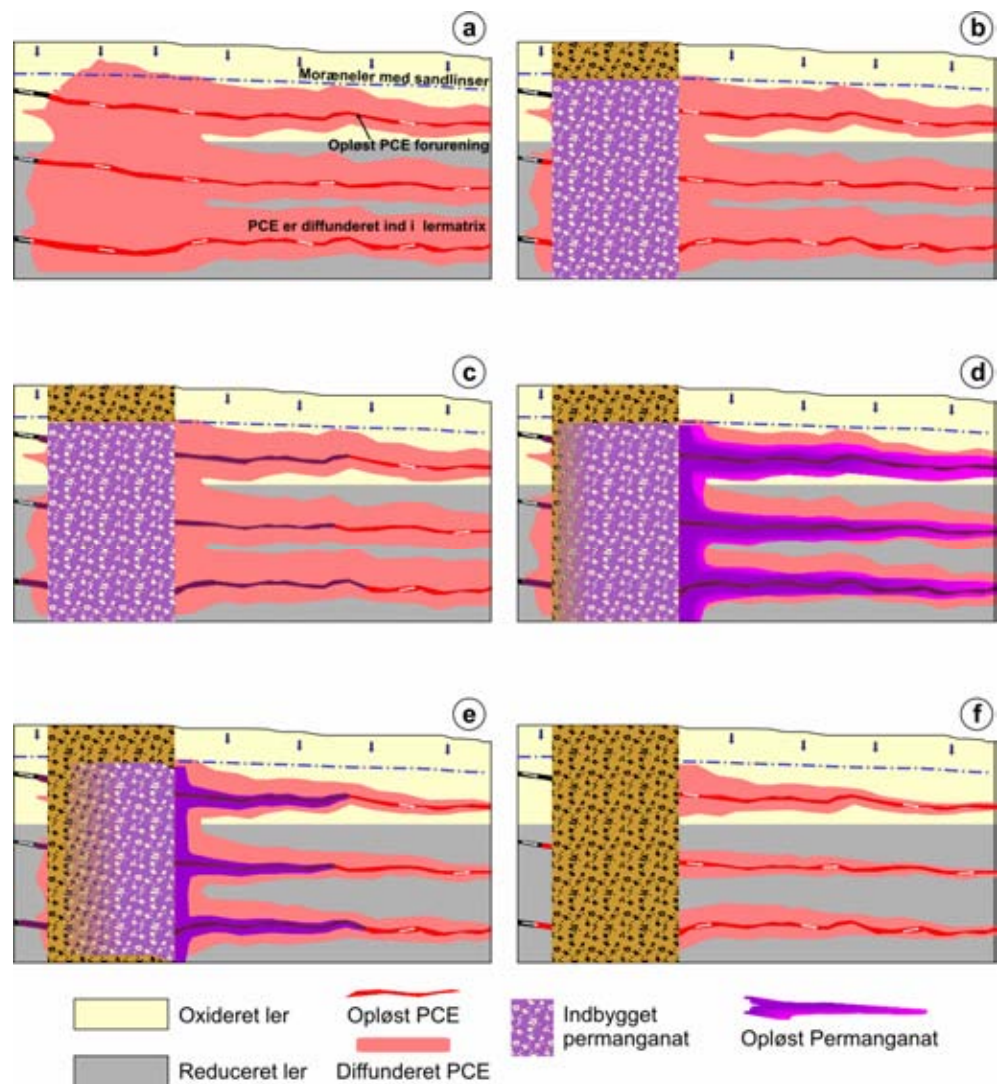 a
b
Moræneler med sandlinser
Opløst PCE forurening
PCE er diffunderet ind i lermatrix
c
d
e
f
Oxideret ler
Opløst PCE
Indbygget
permanganat
Opløst Permanganat
Reduceret ler
Diffunderet PCE